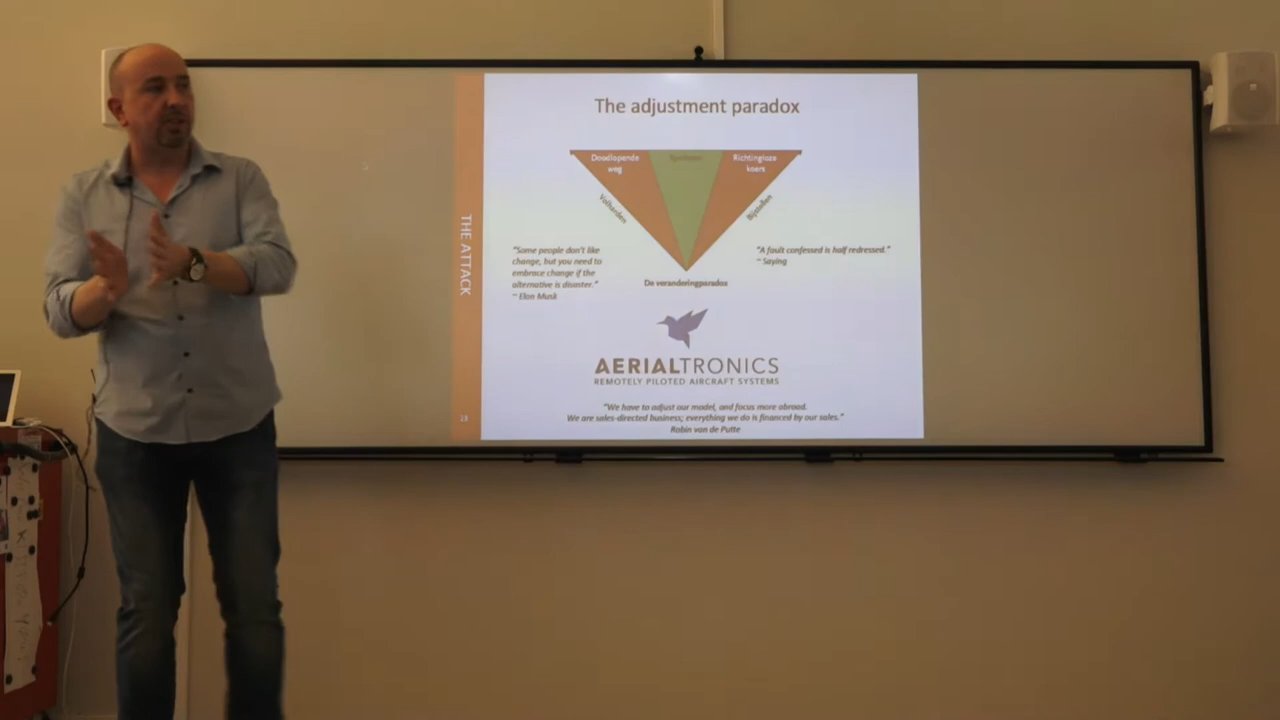 The adjustment paradox
Doodlopende
weg
Richtingloze
koers
Volharden
Bijstellen
De veranderingparadox
"Some people don't like
change, but you need to
embrace change if the
alternative is disaster."
~ Elon Musk
"A fault confessed is half redressed."
~ Saying
THE ATTACK
AERIALTRONICS
REMOTELY PILOTED AIRCRAFT SYSTEMS
"We have to adjust our model, and focus more abroad.
We are sales-directed business; everything we do is financed by our sales."
Robin van de Putte